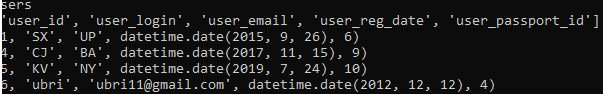 sers
'user_id', 'user_login', 'user_email', 'user_reg_date', 'user_passport_id']
1, 'SX', 'UP', datetime.date(2015, 9, 26), 6)
4, 'CJ', 'BA', datetime.date(2017, 11, 15), 9)
5, 'KV', 'NY', datetime.date(2019, 7, 24), 10)
6, 'ubri', 'ubri11@gmail.com', datetime.date(2012, 12, 12), 4)